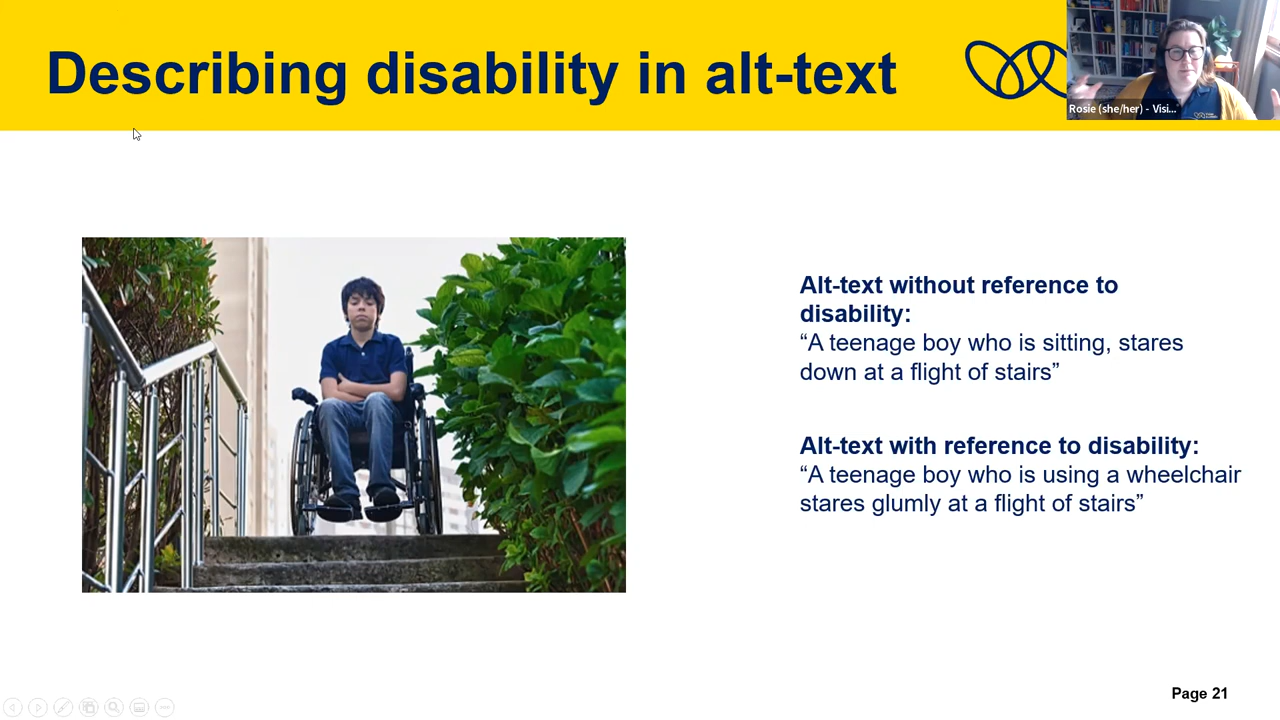 Describing disability in alt-text
Rosie (she/her) - Visi...
Alt-text without reference to
disability:
“A teenage boy who is sitting, stares
down at a flight of stairs”
Alt-text with reference to disability:
“A teenage boy who is using a wheelchair
stares glumly at a flight of stairs”
Page 21